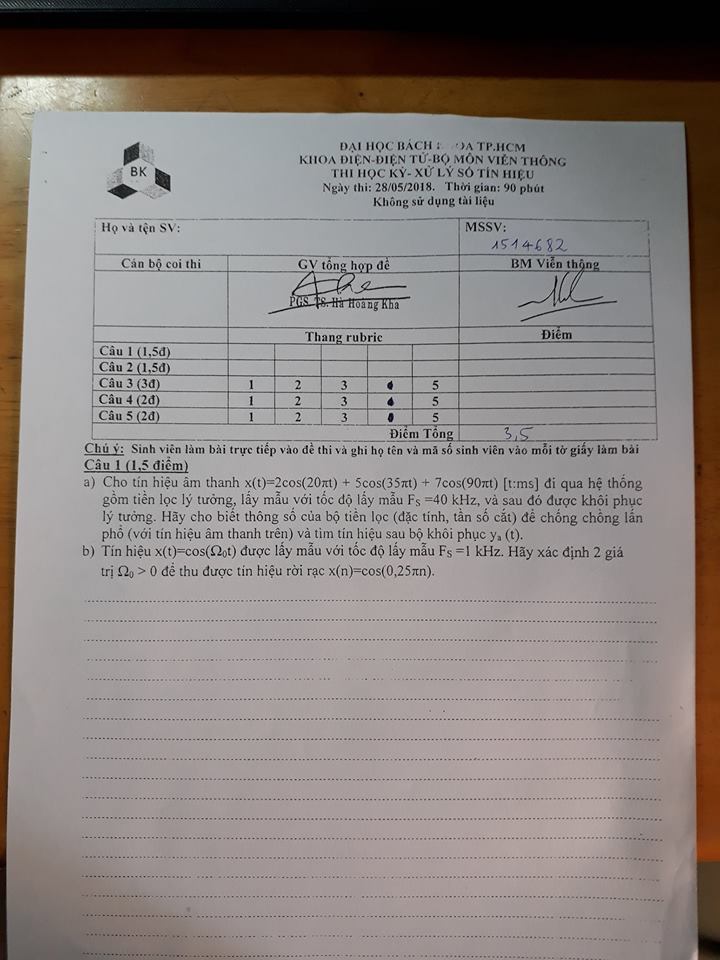 BK
ĐẠI HỌC BÁCH KHOA TP.HCM
KHOA ĐIỆN-ĐIỆN TỬ-BỘ MÔN VIỄN THÔNG
THI HỌC KỲ- XỬ LÝ SỐ TÍN HIỆU
Ngày thi: 28/05/2018. Thời gian: 90 phút
Không sử dụng tài liệu
Họ và tên SV: MSSV:
1514682
Cán bộ coi thi GV tổng hợp đề BM Viễn thông
PGS. TS. Hà Hoàng Kha
Thang rubric Điểm
Câu 1 (1,5đ)
Câu 2 (1,5đ)
Câu 3 (3đ) 1 2 3 5
Câu 4 (2đ) 1 2 3 5
Câu 5 (2đ) 1 2 3 5
Điểm Tổng 3,5
Chú ý: Sinh viên làm bài trực tiếp vào đề thi và ghi họ tên và mã số sinh viên vào mỗi tờ giấy làm bài
Câu 1 (1,5 điểm)
a) Cho tín hiệu âm thanh x(t)=2cos(20πt) + 5cos(35πt) + 7cos(90πt) [t:ms] đi qua hệ thống
gồm tiền lọc lý tưởng, lấy mẫu với tốc độ lấy mẫu FS =40 kHz, và sau đó được khôi phục
lý tưởng. Hãy cho biết thông số của bộ tiền lọc (đặc tính, tần số cắt) để chống chồng lấn
phổ (với tín hiệu âm thanh trên) và tìm tín hiệu sau bộ khôi phục ya (t).
b) Tín hiệu x(t)=cos(Ω0t) được lấy mẫu với tốc độ lấy mẫu FS =1 kHz. Hãy xác định 2 giá
trị Ω0 > 0 để thu được tín hiệu rời rạc x(n)=cos(0,25πn).